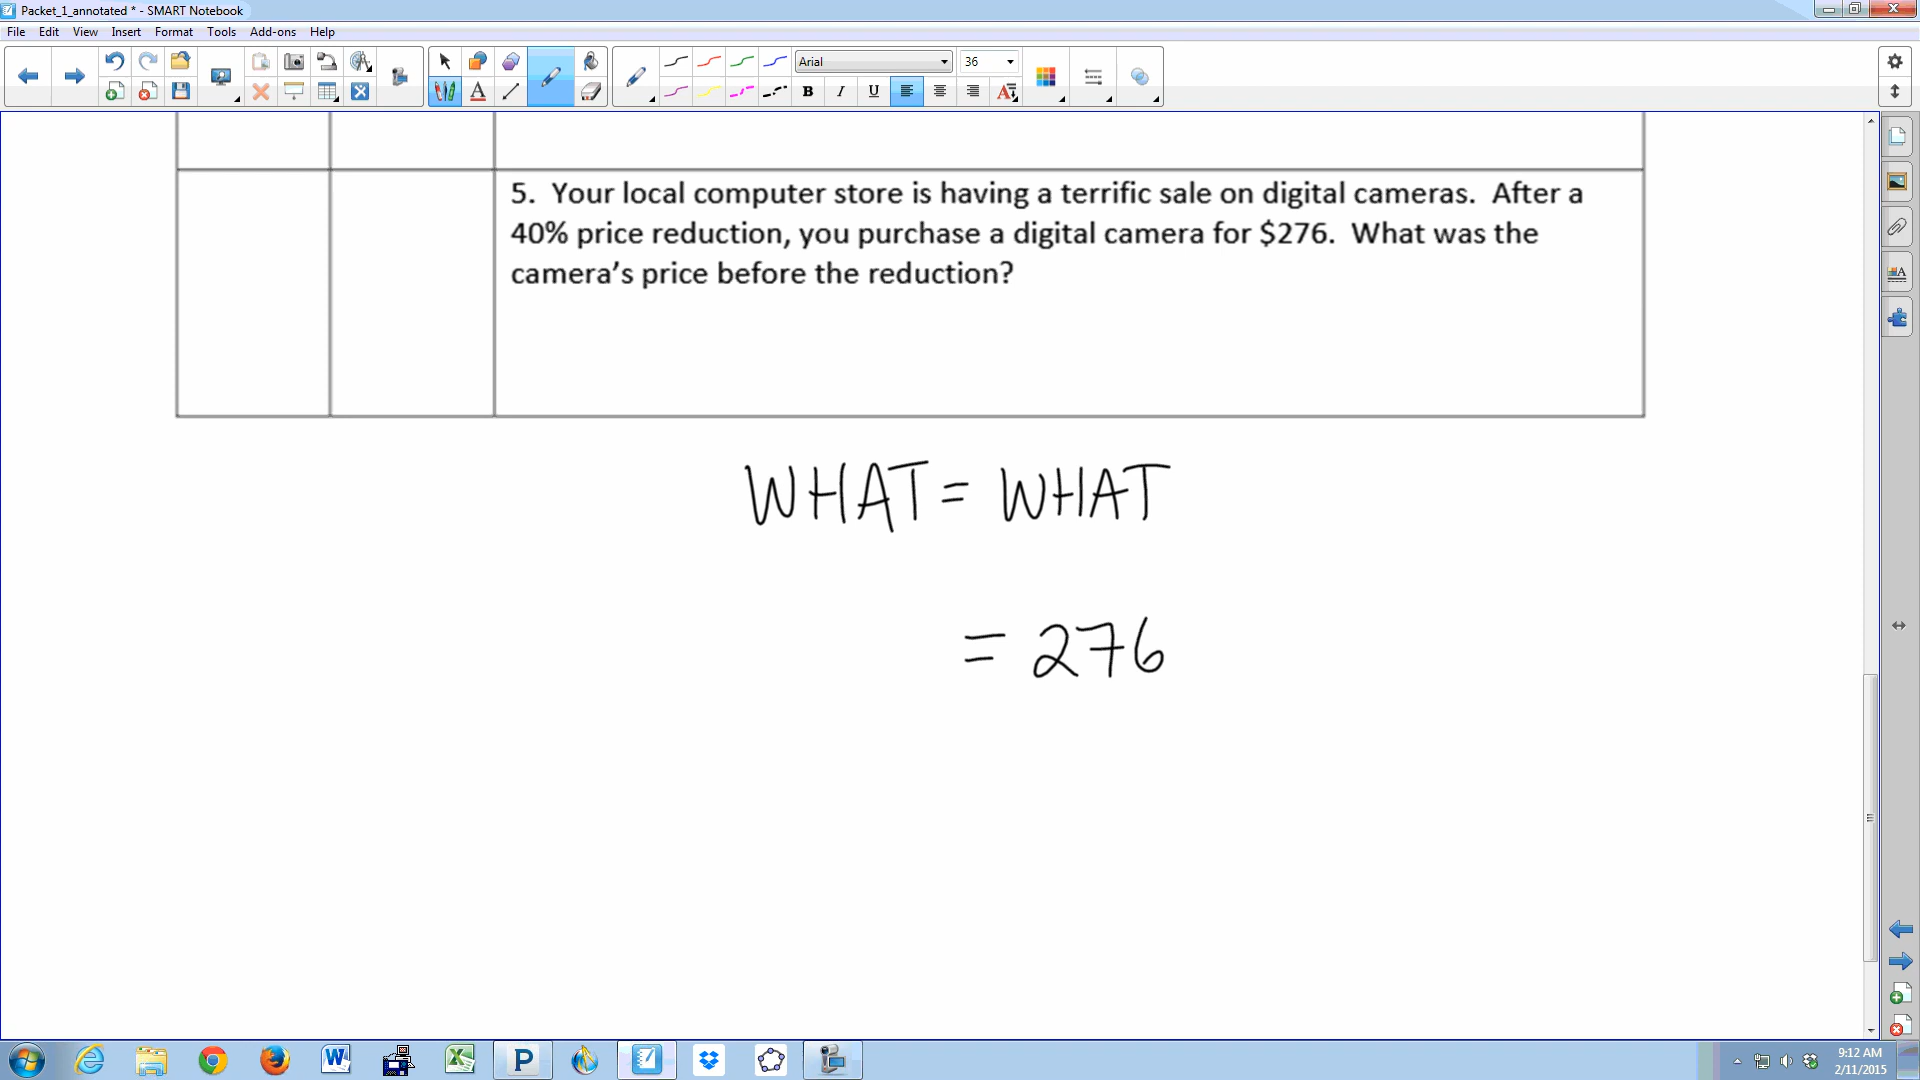 Packet_1_annotated * - SMART Notebook
File Edit View Insert Format Tools Add-ons Help
Arial 36
A B I U A
5. Your local computer store is having a terrific sale on digital cameras. After a
40% price reduction, you purchase a digital camera for $276. What was the
camera's price before the reduction?
WHAT = WHAT
= 276
9:12 AM
2/11/2015